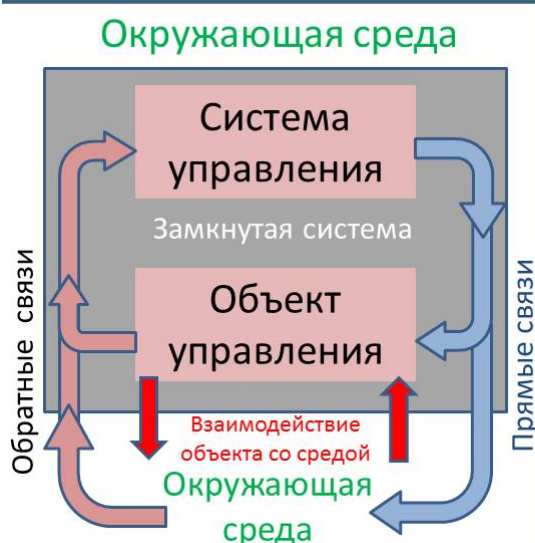 Окружающая среда
Система
управления
Замкнутая система
Объект
управления
Обратные связи
Прямые связи
Взаимодействие
объекта со средой
Окружающая
среда